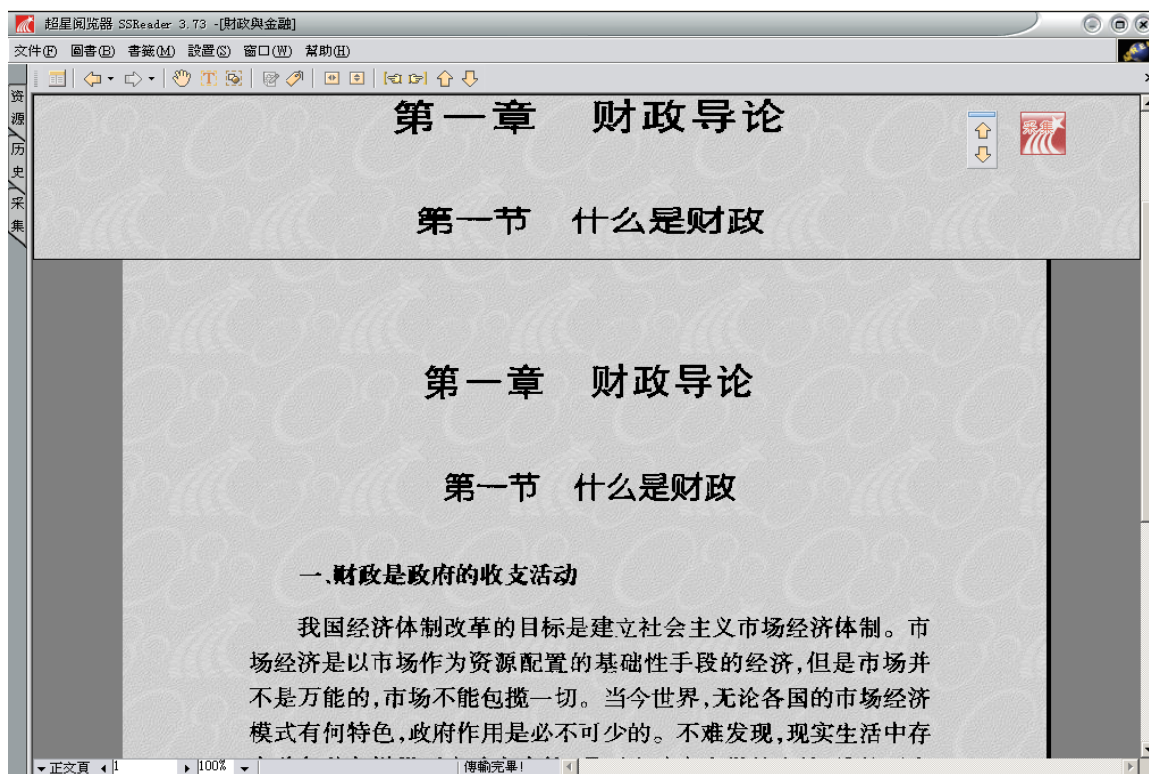 超星阅览器 SSReader 3.73 -[財政與金融]
文件(F) 圖書(B) 書籤(M) 設置(S) 窗口(W) 幫助(H)
资源
历史
采集
第一章 财政导论
采集
第一节 什么是财政
第一章 财政导论
第一节 什么是财政
一、财政是政府的收支活动
我国经济体制改革的目标是建立社会主义市场经济体制。市
场经济是以市场作为资源配置的基础性手段的经济,但是市场并
不是万能的,市场不能包揽一切。当今世界,无论各国的市场经济
模式有何特色,政府作用是必不可少的。不难发现,现实生活中存
正文頁 1 100% 傳輸完畢!